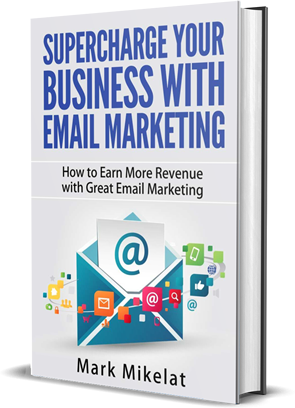 SUPERCHARGE YOUR
BUSINESS WITH
EMAIL MARKETING
How to Earn More Revenue
with Great Email Marketing
@
@
Mark Mikelat